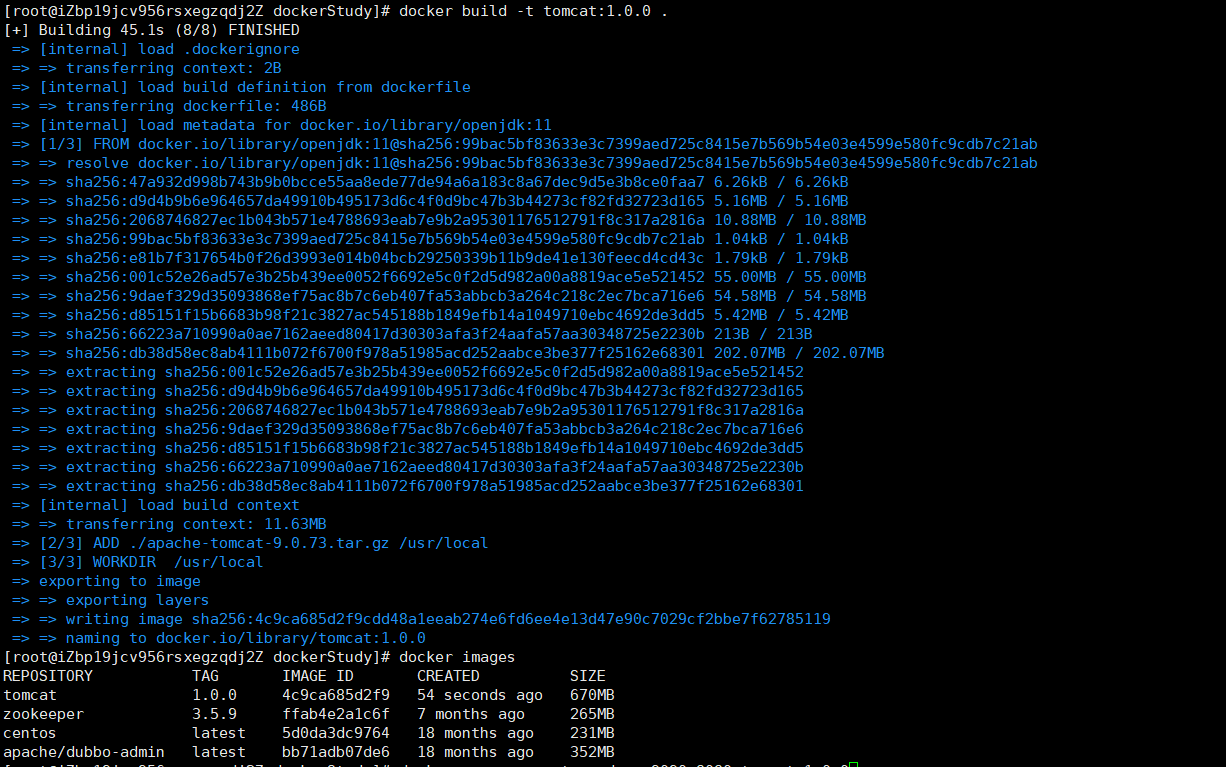 [root@iZbp19jcv956rsxegzqdj2Z dockerStudy]# docker build -t tomcat:1.0.0 .
[+] Building 45.1s (8/8) FINISHED
=> [internal] load .dockerignore
=> => transferring context: 2B
=> [internal] load build definition from dockerfile
=> => transferring dockerfile: 486B
=> [internal] load metadata for docker.io/library/openjdk:11
=> [1/3] FROM docker.io/library/openjdk:11@sha256:99bac5bf83633e3c7399aed725c8415e7b569b54e03e4599e580fc9cdb7c21ab
=> => resolve docker.io/library/openjdk:11@sha256:99bac5bf83633e3c7399aed725c8415e7b569b54e03e4599e580fc9cdb7c21ab
=> => sha256:47a932d998b743b9b0bcce55aa8ede77de94a6a183c8a67dec9d5e3b8ce0faa7 6.26kB / 6.26kB
=> => sha256:d9d4b9b6e964657da49910b495173d6c4f0d9bc47b3b44273cf82fd32723d165 5.16MB / 5.16MB
=> => sha256:2068746827ec1b043b571e4788693eab7e9b2a95301176512791f8c317a2816a 10.88MB / 10.88MB
=> => sha256:99bac5bf83633e3c7399aed725c8415e7b569b54e03e4599e580fc9cdb7c21ab 1.04kB / 1.04kB
=> => sha256:e81b7f317654b0f26d3993e014b04bcb29250339b11b9de41e130feecd4cd43c 1.79kB / 1.79kB
=> => sha256:001c52e26ad57e3b25b439ee0052f6692e5c0f2d5d982a00a8819ace5e521452 55.00MB / 55.00MB
=> => sha256:9daef329d35093868ef75ac8b7c6eb407fa53abbcb3a264c218c2ec7bca716e6 54.58MB / 54.58MB
=> => sha256:d85151f15b6683b98f21c3827ac545188b1849efb14a1049710ebc4692de3dd5 5.42MB / 5.42MB
=> => sha256:66223a710990a0ae7162aeed80417d30303afa3f24aafa57aa30348725e2230b 213B / 213B
=> => sha256:db38d58ec8ab4111b072f6700f978a51985acd252aabce3be377f25162e68301 202.07MB / 202.07MB
=> => extracting sha256:001c52e26ad57e3b25b439ee0052f6692e5c0f2d5d982a00a8819ace5e521452
=> => extracting sha256:d9d4b9b6e964657da49910b495173d6c4f0d9bc47b3b44273cf82fd32723d165
=> => extracting sha256:2068746827ec1b043b571e4788693eab7e9b2a95301176512791f8c317a2816a
=> => extracting sha256:9daef329d35093868ef75ac8b7c6eb407fa53abbcb3a264c218c2ec7bca716e6
=> => extracting sha256:d85151f15b6683b98f21c3827ac545188b1849efb14a1049710ebc4692de3dd5
=> => extracting sha256:66223a710990a0ae7162aeed80417d30303afa3f24aafa57aa30348725e2230b
=> => extracting sha256:db38d58ec8ab4111b072f6700f978a51985acd252aabce3be377f25162e68301
=> [internal] load build context
=> => transferring context: 11.63MB
=> [2/3] ADD ./apache-tomcat-9.0.73.tar.gz /usr/local
=> [3/3] WORKDIR  /usr/local
=> exporting to image
=> => exporting layers
=> => writing image sha256:4c9ca685d2f9cdd48a1eeab274e6fd6ee4e13d47e90c7029cf2bbe7f62785119
=> => naming to docker.io/library/tomcat:1.0.0
[root@iZbp19jcv956rsxegzqdj2Z dockerStudy]# docker images
REPOSITORY TAG IMAGE ID CREATED SIZE
tomcat 1.0.0 4c9ca685d2f9 54 seconds ago 670MB
zookeeper 3.5.9 ffab4e2a1c6f 7 months ago 265MB
centos latest 5d0da3dc9764 18 months ago 231MB
apache/dubbo-admin latest bb71adb07de6 18 months ago 352MB